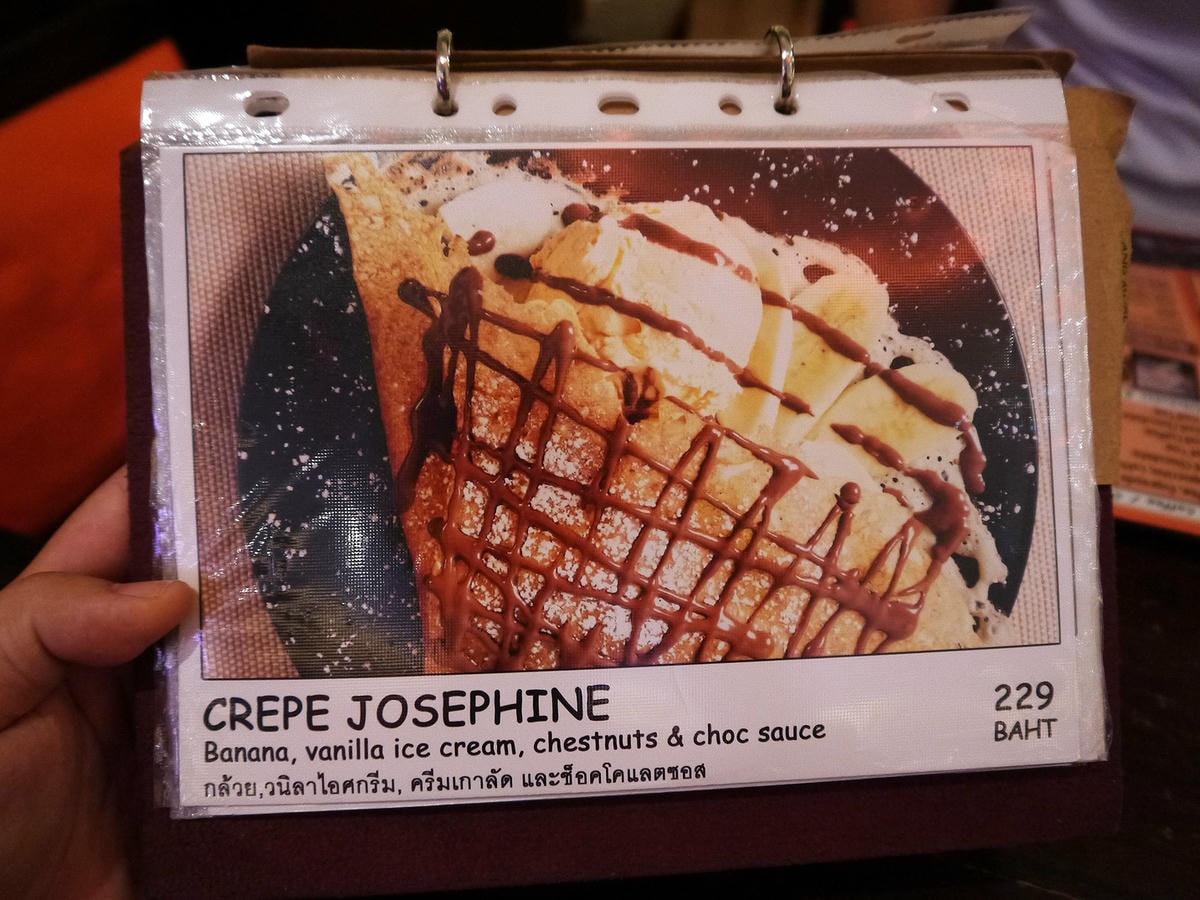 CREPE JOSEPHINE
Banana, vanilla ice cream, chestnuts & choc sauce
กล้วย,วนิลาไอศกรีม, ครีมเกาลัด และช็อคโคแลตซอส
229
BAHT